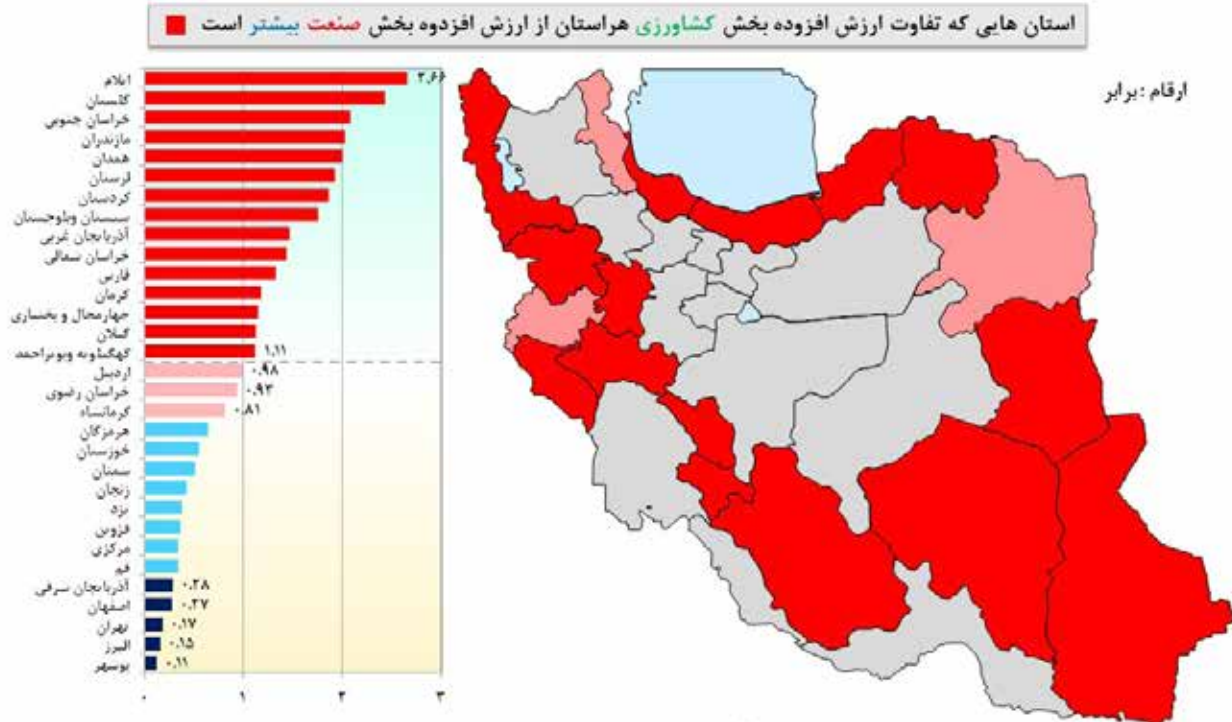 استان هایی که تفاوت ارزش افزوده بخش کشاورزی هراستان از ارزش افزدوه بخش صنعت بیشتر است
ارقام : برابر
ایلام ۲.۶۶
گلستان
خراسان جنوبی
مازندران
همدان
لرستان
کردستان
سیستان وبلوچستان
آذربایجان غربی
خراسان شمالی
فارس
کرمان
چهارمحال و بختیاری
گیلان
کهگیلویه وبویراحمد ۱.۱۱
اردبیل ۰.۹۸
خراسان رضوی ۰.۹۳
کرمانشاه ۰.۸۱
هرمزگان
خوزستان
سمنان
زنجان
یزد
قزوین
مرکزی
قم
آذربایجان شرقی ۰.۲۸
اصفهان ۰.۲۷
تهران ۰.۱۷
البرز ۰.۱۵
بوشهر ۰.۱۱
۰ ۱ ۲ ۳